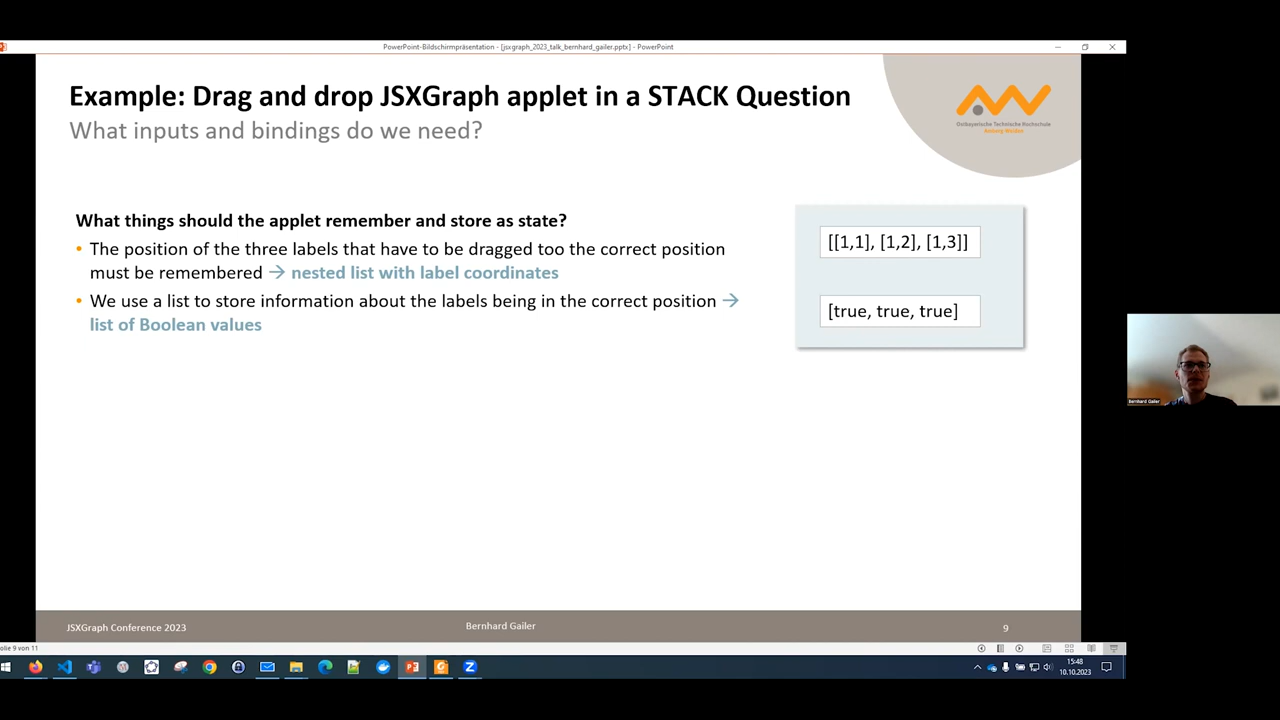 PowerPoint-Bildschirmpräsentation - [jsxgraph_2023_talk_bernhard_gailer.pptx] - PowerPoint
Example: Drag and drop JSXGraph applet in a STACK Question
What inputs and bindings do we need?
Ostbayerische Technische Hochschule
Amberg-Weiden
What things should the applet remember and store as state?
• The position of the three labels that have to be dragged too the correct position
must be remembered → nested list with label coordinates
• We use a list to store information about the labels being in the correct position →
list of Boolean values
[[1,1], [1,2], [1,3]]
[true, true, true]
Bernhard Gailer
JSXGraph Conference 2023
Bernhard Gailer
9
olie 9 von 11
15:48
10.10.2023